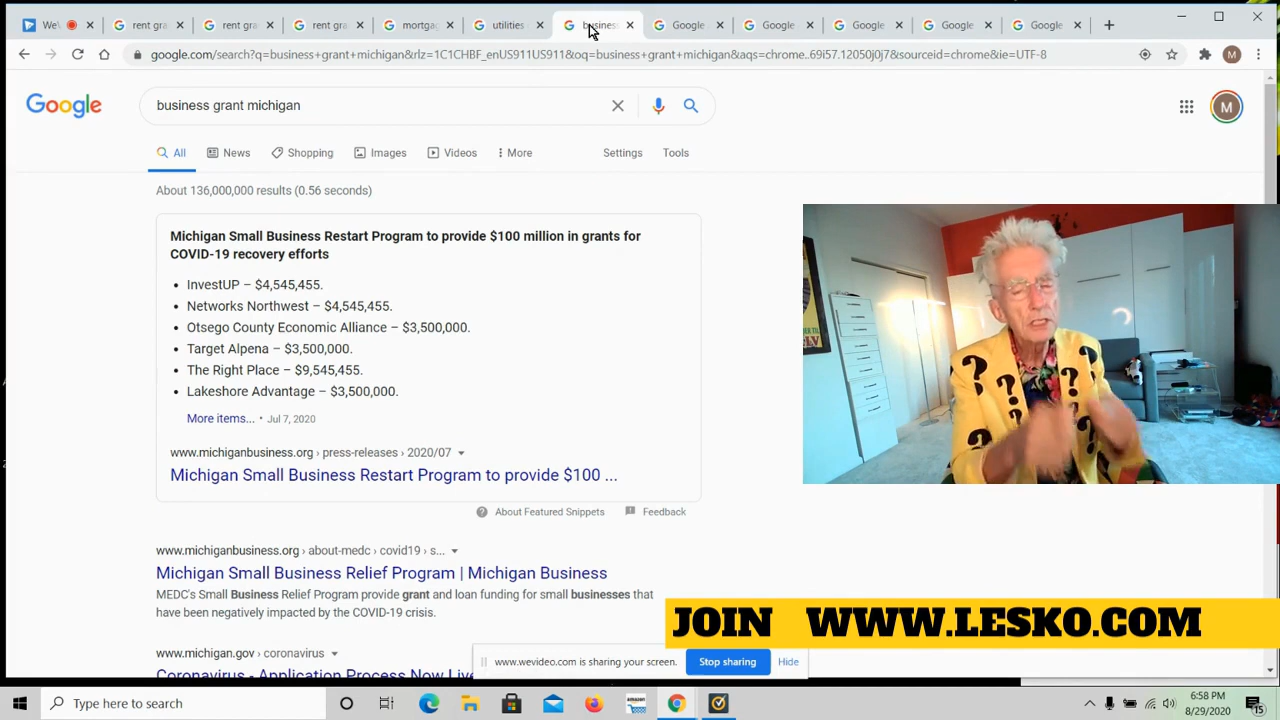 We'
rent gra
rent gra
rent gra
mortgag
utilities
business
Google
Google
Google
Google
Google
google.com/search?q=business+grant+michigan&rlz=1C1CHBF_enUS911US911&oq=business+grant+michigan&aqs=chrome..69i57.12050j0j7&sourceid=chrome&ie=UTF-8
M
Google
business grant michigan
M
All
News
Shopping
Images
Videos
More
Settings
Tools
About 136,000,000 results (0.56 seconds)
Michigan Small Business Restart Program to provide $100 million in grants for
COVID-19 recovery efforts
• InvestUP – $4,545,455.
• Networks Northwest – $4,545,455.
• Otsego County Economic Alliance – $3,500,000.
• Target Alpena – $3,500,000.
• The Right Place – $9,545,455.
• Lakeshore Advantage – $3,500,000.
More items... • Jul 7, 2020
www.michiganbusiness.org › press-releases › 2020/07
Michigan Small Business Restart Program to provide $100 ...
About Featured Snippets
Feedback
www.michiganbusiness.org › about-medc › covid19 › s...
Michigan Small Business Relief Program | Michigan Business
MEDC's Small Business Relief Program provide grant and loan funding for small businesses that
have been negatively impacted by the COVID-19 crisis.
JOIN WWW.LESKO.COM
www.michigan.gov › coronavirus
www.wevideo.com is sharing your screen.
Stop sharing
Hide
Coronavirus - Application Process Now Live
Type here to search
amazon
6:58 PM
8/29/2020
15